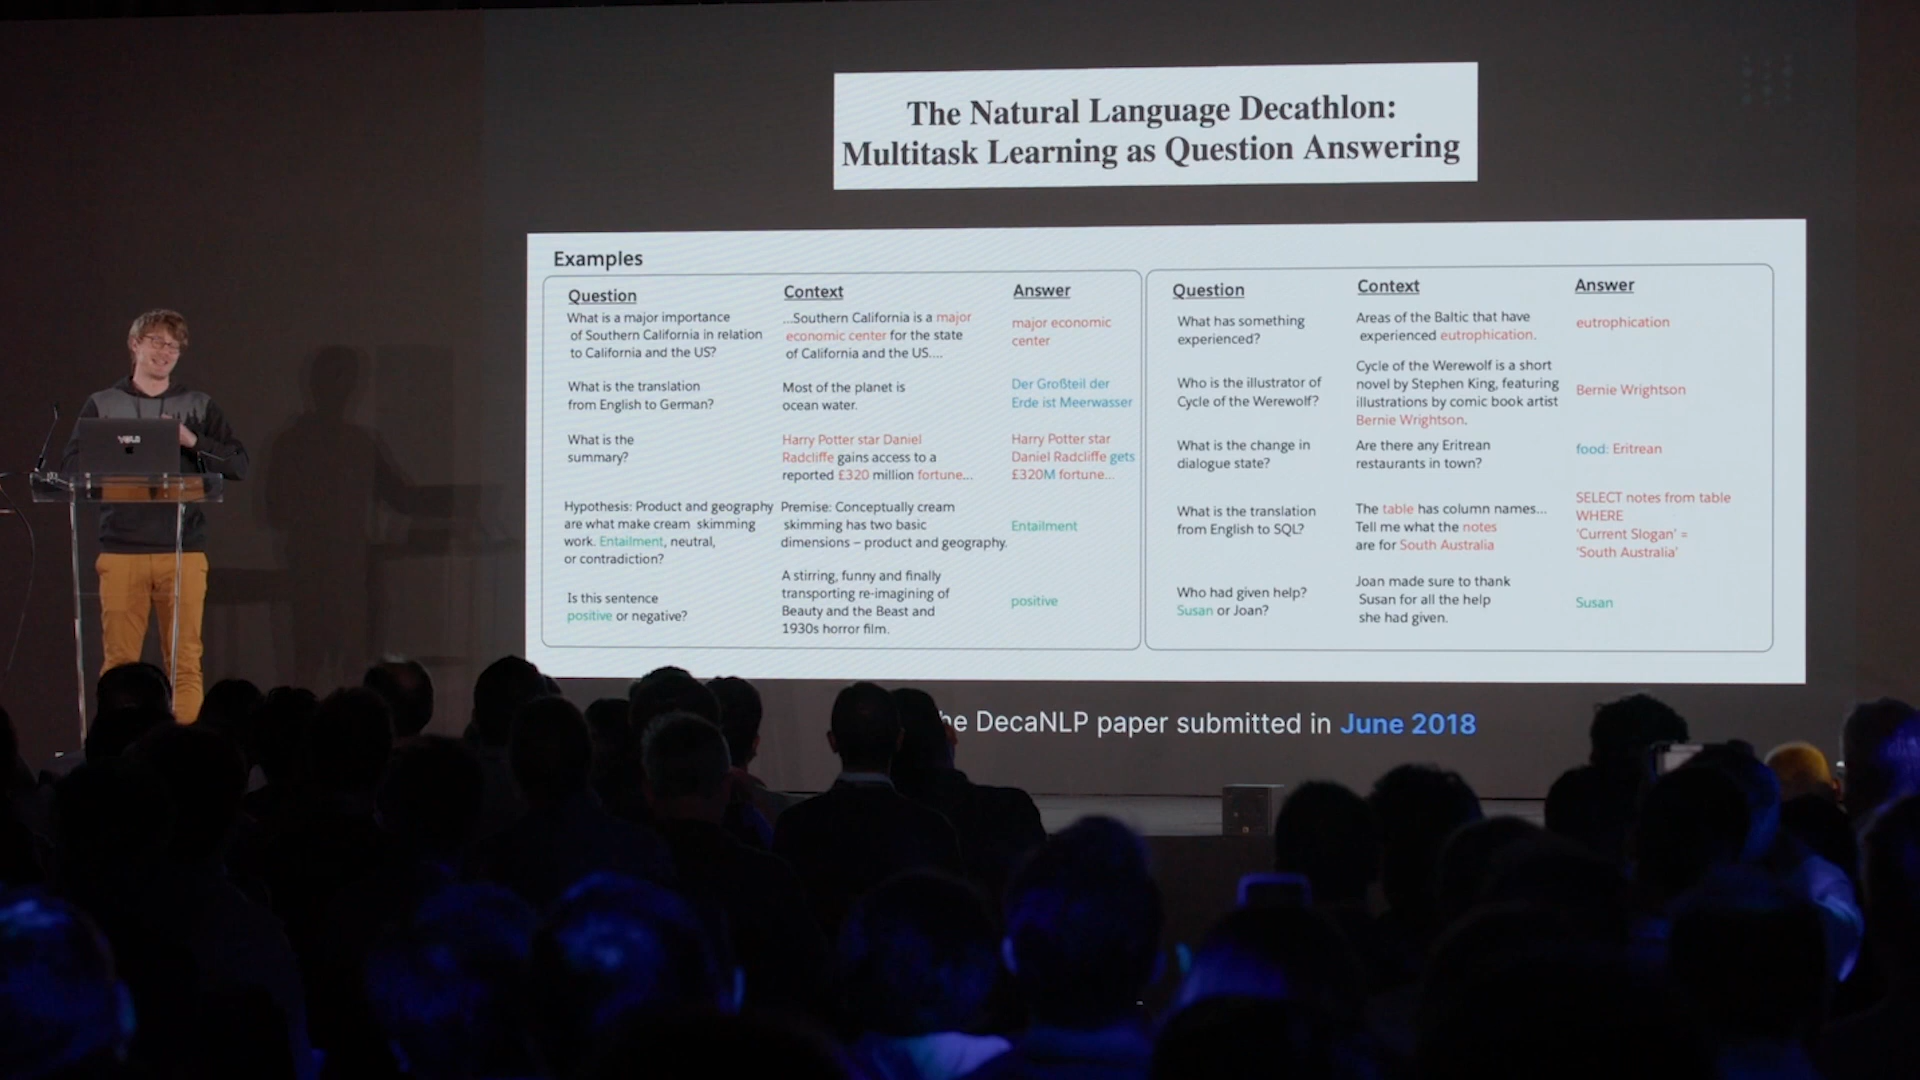 The Natural Language Decathlon:
Multitask Learning as Question Answering
Examples
Question
Context
Answer
What is a major importance
of Southern California in relation
to California and the US?
...Southern California is a major
economic center for the state
of California and the US....
major economic
center
What is the translation
from English to German?
Most of the planet is
ocean water.
Der Großteil der
Erde ist Meerwasser
What is the
summary?
Harry Potter star Daniel
Radcliffe gains access to a
reported £320 million fortune...
Harry Potter star
Daniel Radcliffe gets
£320M fortune...
Hypothesis: Product and geography
are what make cream skimming
work. Entailment, neutral,
or contradiction?
Premise: Conceptually cream
skimming has two basic
dimensions – product and geography.
Entailment
Is this sentence
positive or negative?
A stirring, funny and finally
transporting re-imagining of
Beauty and the Beast and
1930s horror film.
positive
Question
Context
Answer
What has something
experienced?
Areas of the Baltic that have
experienced eutrophication.
eutrophication
Who is the illustrator of
Cycle of the Werewolf?
Cycle of the Werewolf is a short
novel by Stephen King, featuring
illustrations by comic book artist
Bernie Wrightson.
Bernie Wrightson
What is the change in
dialogue state?
Are there any Eritrean
restaurants in town?
food: Eritrean
What is the translation
from English to SQL?
The table has column names...
Tell me what the notes
are for South Australia
SELECT notes from table
WHERE
'Current Slogan' =
'South Australia'
Who had given help?
Susan or Joan?
Joan made sure to thank
Susan for all the help
she had given.
Susan
he DecaNLP paper submitted in June 2018